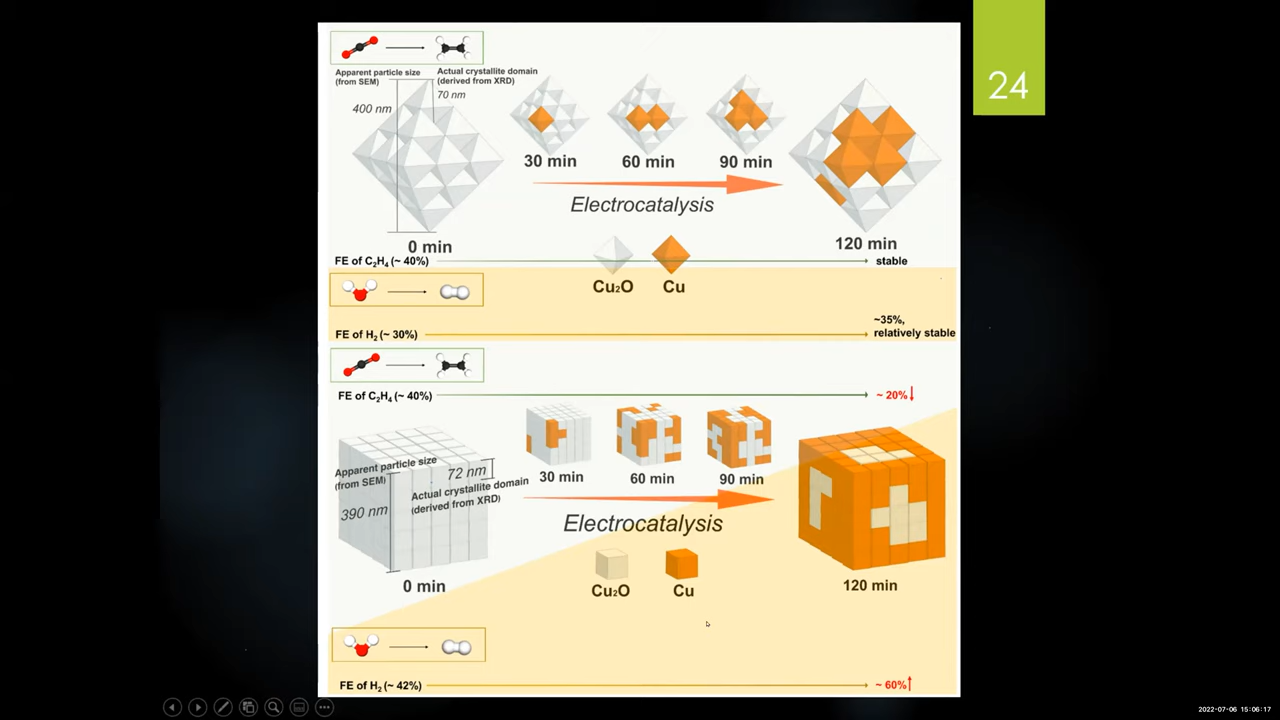 24
Apparent particle size
(from SEM)
Actual crystallite domain
(derived from XRD)
70 nm
400 nm
30 min
60 min
90 min
Electrocatalysis
0 min
120 min
FE of C₂H₄ (~ 40%)
stable
Cu₂O
Cu
FE of H₂ (~ 30%)
~35%,
relatively stable
FE of C₂H₄ (~ 40%)
~ 20%↓
Apparent particle size
(from SEM)
72 nm
Actual crystallite domain
(derived from XRD)
390 nm
30 min
60 min
90 min
Electrocatalysis
0 min
120 min
Cu₂O
Cu
FE of H₂ (~ 42%)
~ 60%↑
2022-07-06 15:06:17